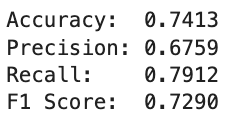 Accuracy:  0.7413
Precision: 0.6759
Recall:    0.7912
F1 Score:  0.7290